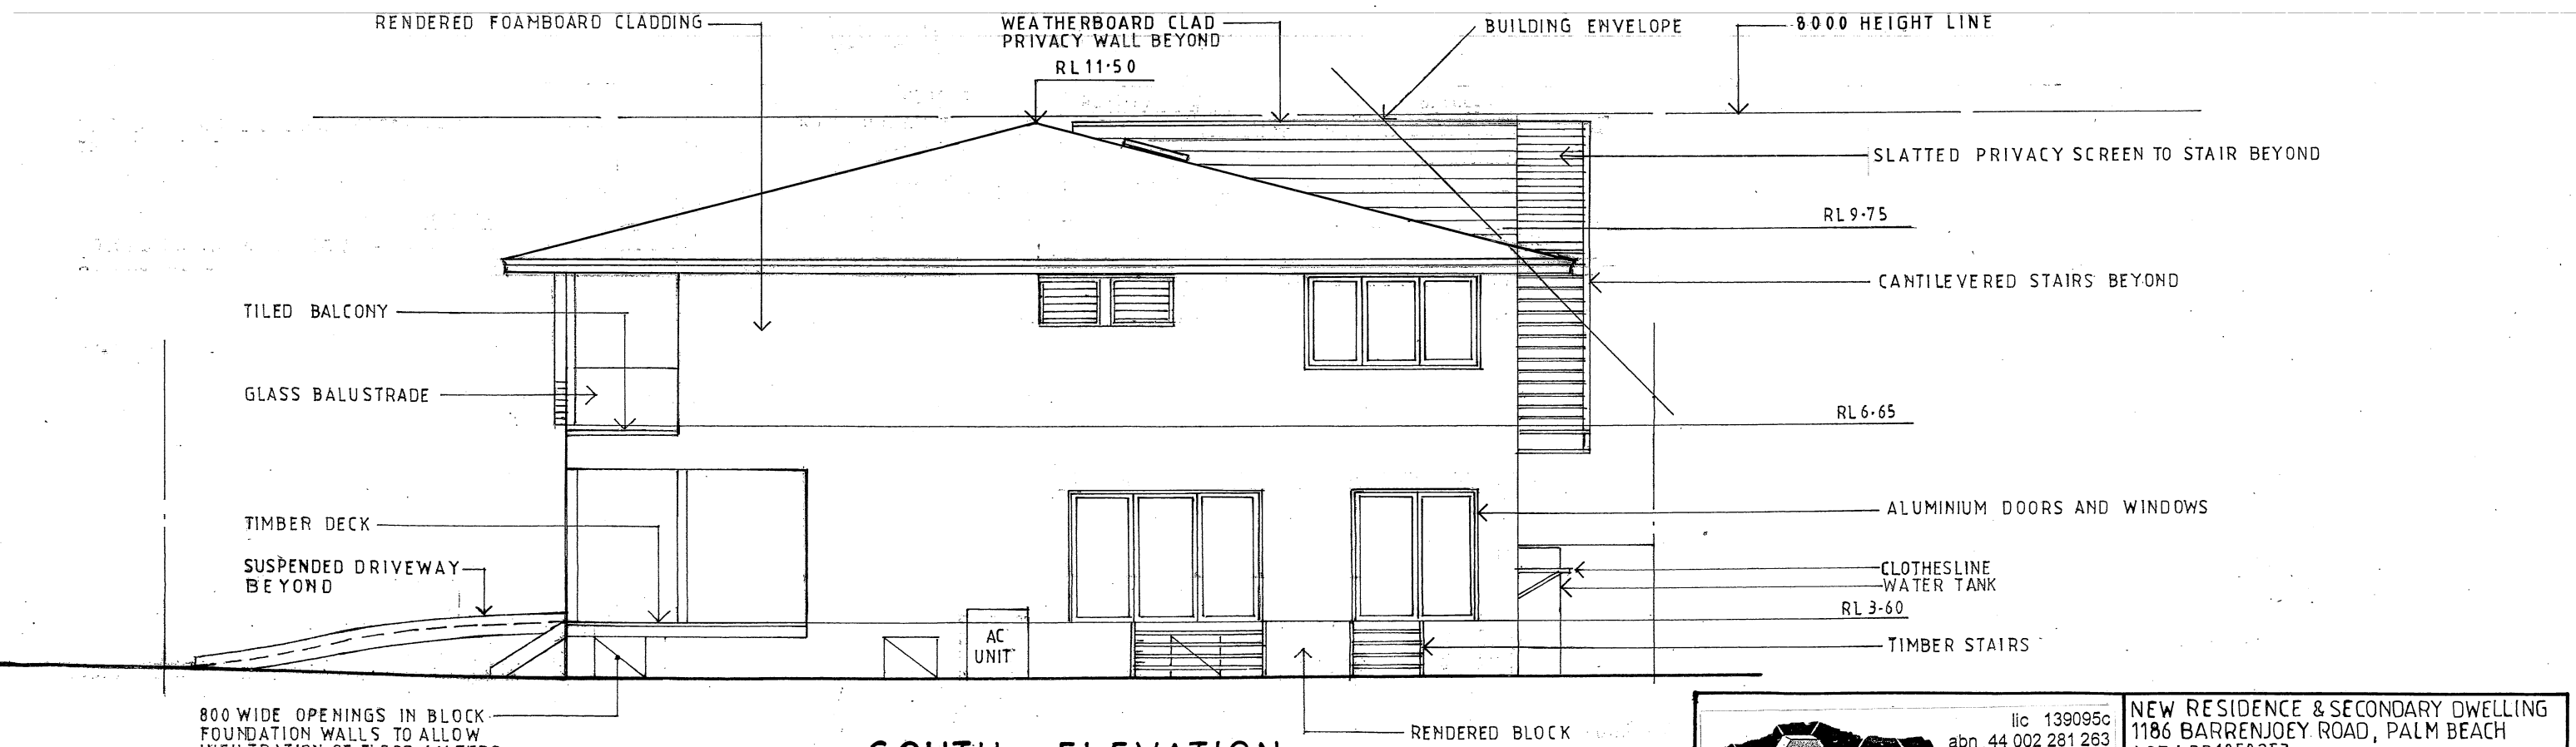 RENDERED FOAMBOARD CLADDING
WEATHERBOARD CLAD
PRIVACY WALL BEYOND
BUILDING ENVELOPE
8000 HEIGHT LINE
RL 11·50
SLATTED PRIVACY SCREEN TO STAIR BEYOND
RL 9·75
CANTILEVERED STAIRS BEYOND
TILED BALCONY
GLASS BALUSTRADE
RL 6·65
TIMBER DECK
ALUMINIUM DOORS AND WINDOWS
SUSPENDED DRIVEWAY
BEYOND
CLOTHESLINE
WATER TANK
RL 3·60
AC
UNIT
TIMBER STAIRS
800 WIDE OPENINGS IN BLOCK
FOUNDATION WALLS TO ALLOW
RENDERED BLOCK
SOUTH ELEVATION
lic 139095c
abn 44 002 281 263
NEW RESIDENCE & SECONDARY DWELLING
1186 BARRENJOEY ROAD, PALM BEACH